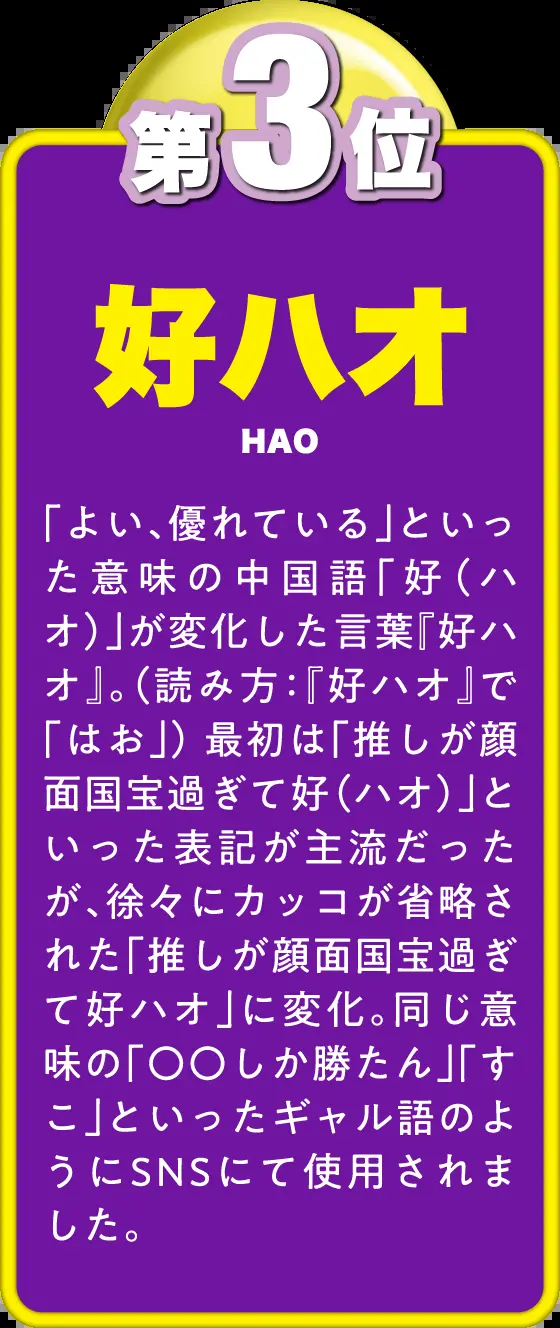 第3位
好ハオ
HAO
「よい、優れている」といっ
た意味の中国語「好(ハ
オ)」が変化した言葉『好ハ
オ』。(読み方:『好ハオ』で
「はお」) 最初は「推しが顔
面国宝過ぎて好(ハオ)」と
いった表記が主流だった
が、徐々にカッコが省略さ
れた「推しが顔面国宝過ぎ
て好ハオ」に変化。同じ意
味の「〇〇しか勝たん」「す
こ」といったギャル語のよ
うにSNSにて使用されま
した。